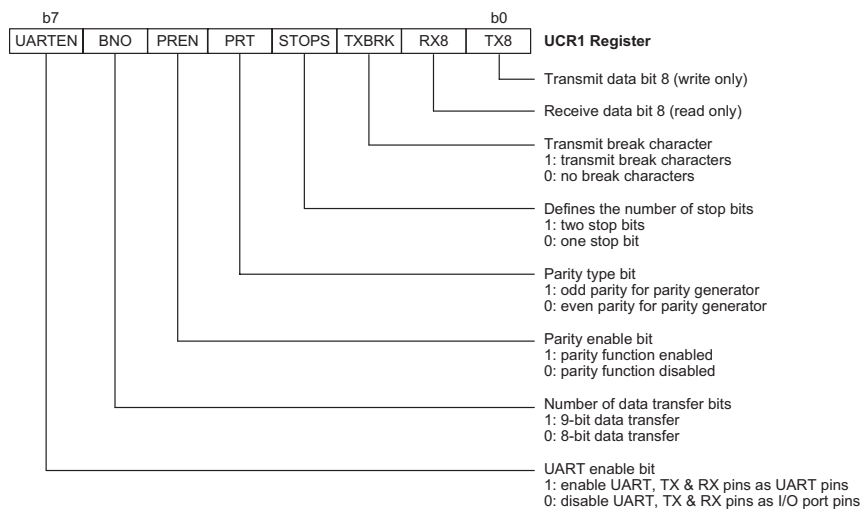 b7 b0
UARTEN BNO PREN PRT STOPS TXBRK RX8 TX8 UCR1 Register
Transmit data bit 8 (write only)
Receive data bit 8 (read only)
Transmit break character
1: transmit break characters
0: no break characters
Defines the number of stop bits
1: two stop bits
0: one stop bit
Parity type bit
1: odd parity for parity generator
0: even parity for parity generator
Parity enable bit
1: parity function enabled
0: parity function disabled
Number of data transfer bits
1: 9-bit data transfer
0: 8-bit data transfer
UART enable bit
1: enable UART, TX & RX pins as UART pins
0: disable UART, TX & RX pins as I/O port pins